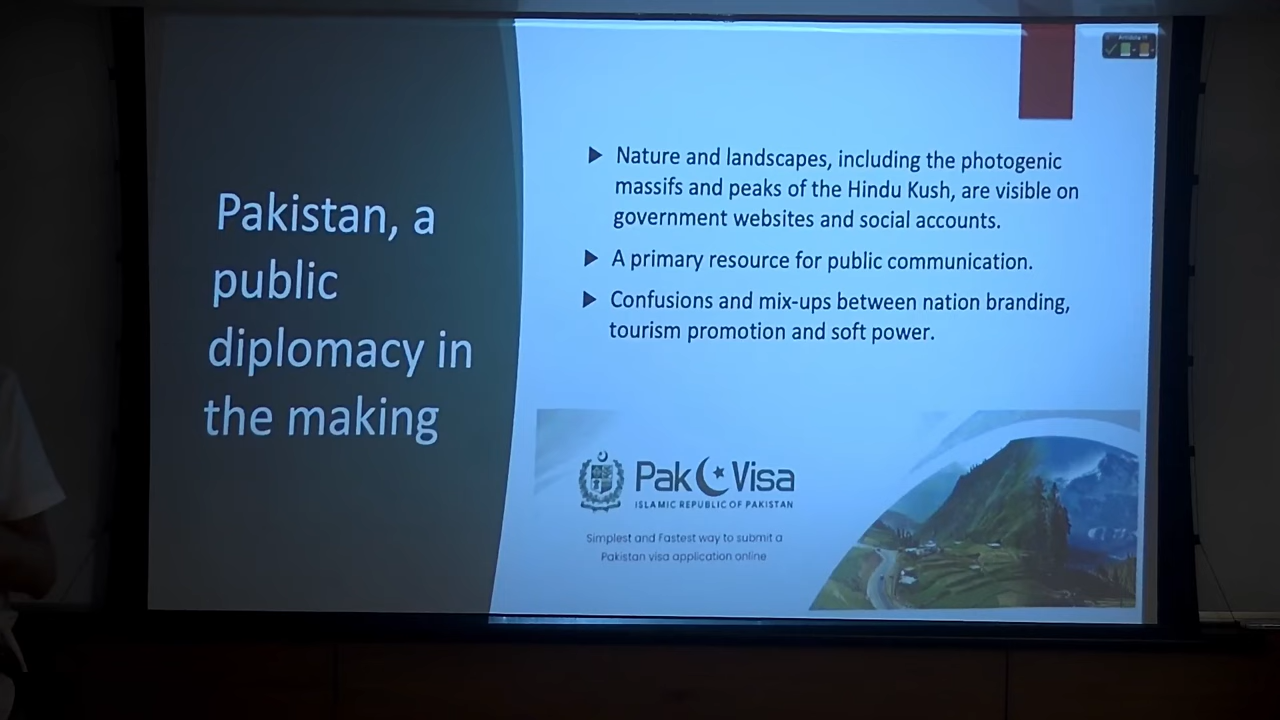 Pakistan, a
public
diplomacy in
the making
Nature and landscapes, including the photogenic
massifs and peaks of the Hindu Kush, are visible on
government websites and social accounts.
A primary resource for public communication.
Confusions and mix-ups between nation branding,
tourism promotion and soft power.
Pak Visa
ISLAMIC REPUBLIC OF PAKISTAN
Simplest and Fastest way to submit a
Pakistan visa application online